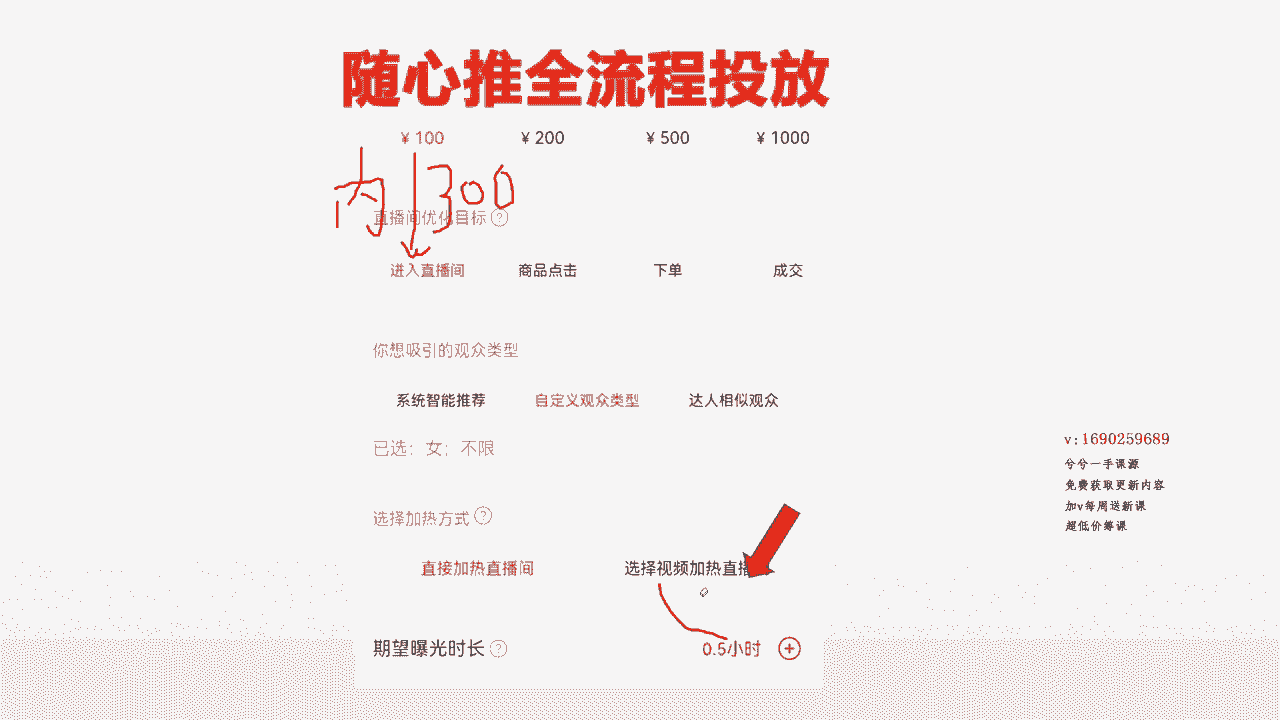 随心推全流程投放
¥ 100 ¥ 200 ¥ 500 ¥ 1000
内 300
直播间优化目标 ?
进入直播间 商品点击 下单 成交
你想吸引的观众类型
系统智能推荐 自定义观众类型 达人相似观众
已选：女；不限
选择加热方式 ?
直接加热直播间 选择视频加热直播
期望曝光时长 ? 0.5小时 +
v:1690259689
兮兮一手课源
免费获取更新内容
加v每周送新课
超低价筹课